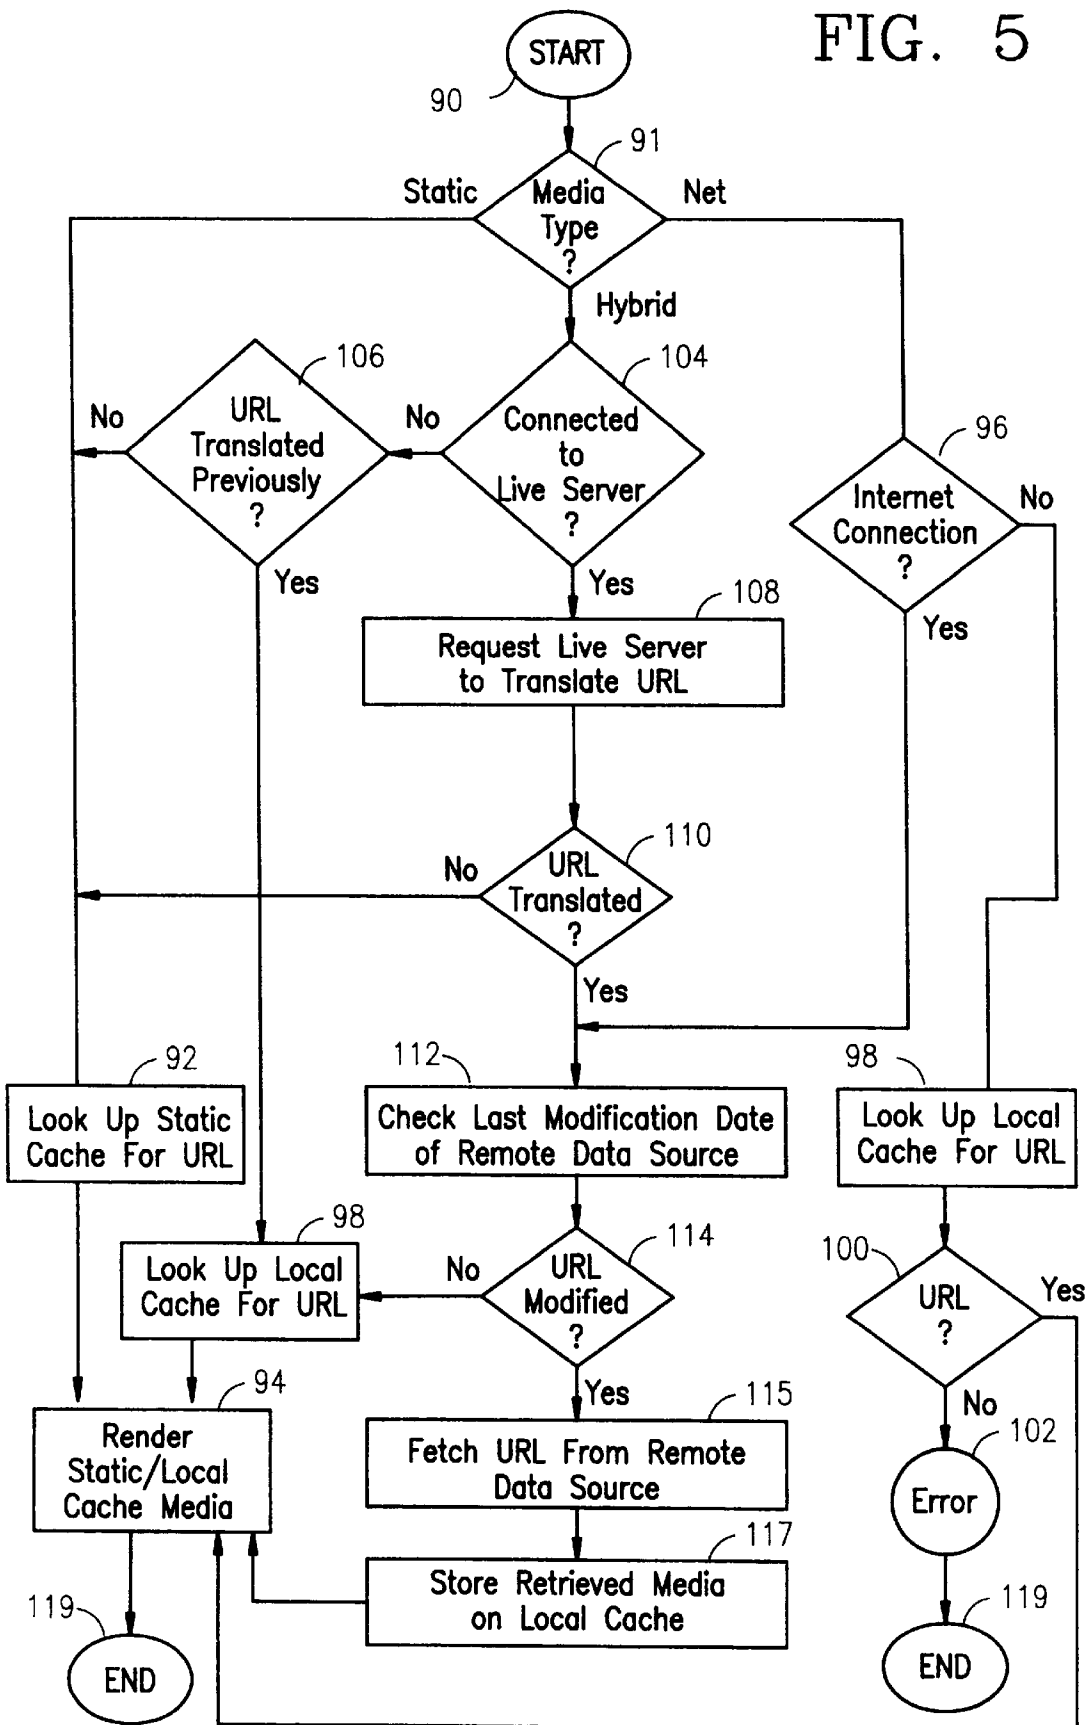 FIG. 5
START
90
91
Static
Media
Type
?
Net
Hybrid
106
104
No
URL
Translated
Previously
?
No
Connected
to
Live Server
?
96
Internet
Connection
?
No
Yes
Yes
Yes
108
Request Live Server
to Translate URL
110
No
URL
Translated
?
Yes
92
Look Up Static
Cache For URL
112
Check Last Modification Date
of Remote Data Source
98
Look Up Local
Cache For URL
98
Look Up Local
Cache For URL
No
114
URL
Modified
?
Yes
100
URL
?
Yes
No
94
Render
Static/Local
Cache Media
115
Fetch URL From Remote
Data Source
102
Error
117
Store Retrieved Media
on Local Cache
119
END
119
END